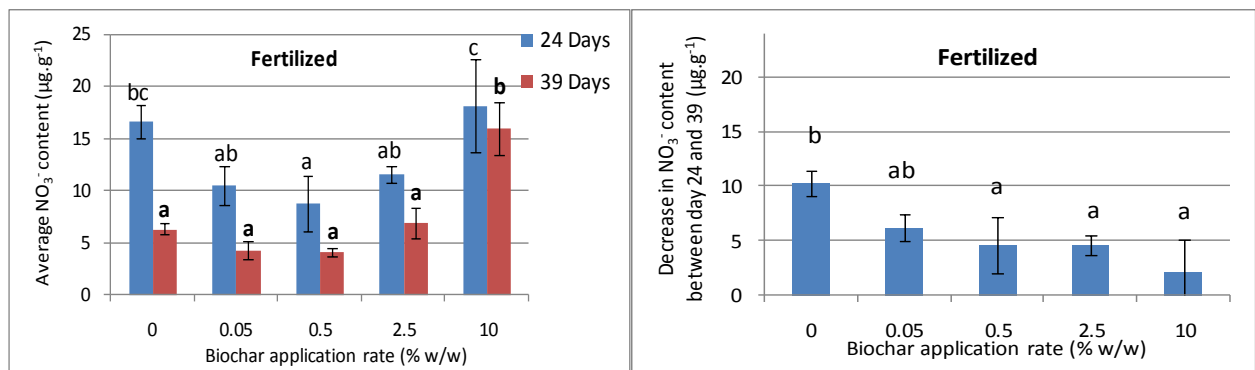 Average NO₃⁻ content (µg.g⁻¹)
Fertilized
24 Days
39 Days
20
15
10
5
0
bc
a
ab
a
a
a
ab
a
c
b
0 0.05 0.5 2.5 10
Biochar application rate (% w/w)
Decrease in NO₃⁻ content
between day 24 and 39 (µg.g⁻¹)
Fertilized
20
15
10
5
0
b
ab
a
a
a
0 0.05 0.5 2.5 10
Biochar application rate (% w/w)